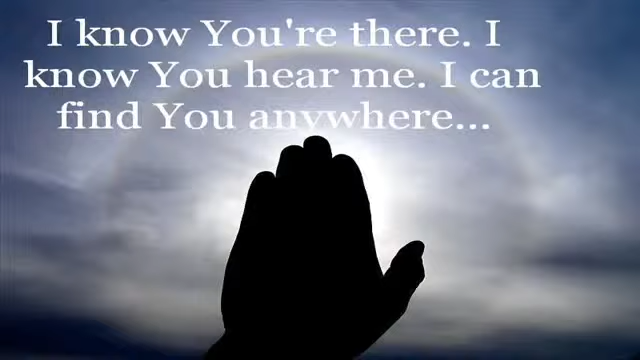 I know You're there. I
know You hear me. I can
find You anywhere...